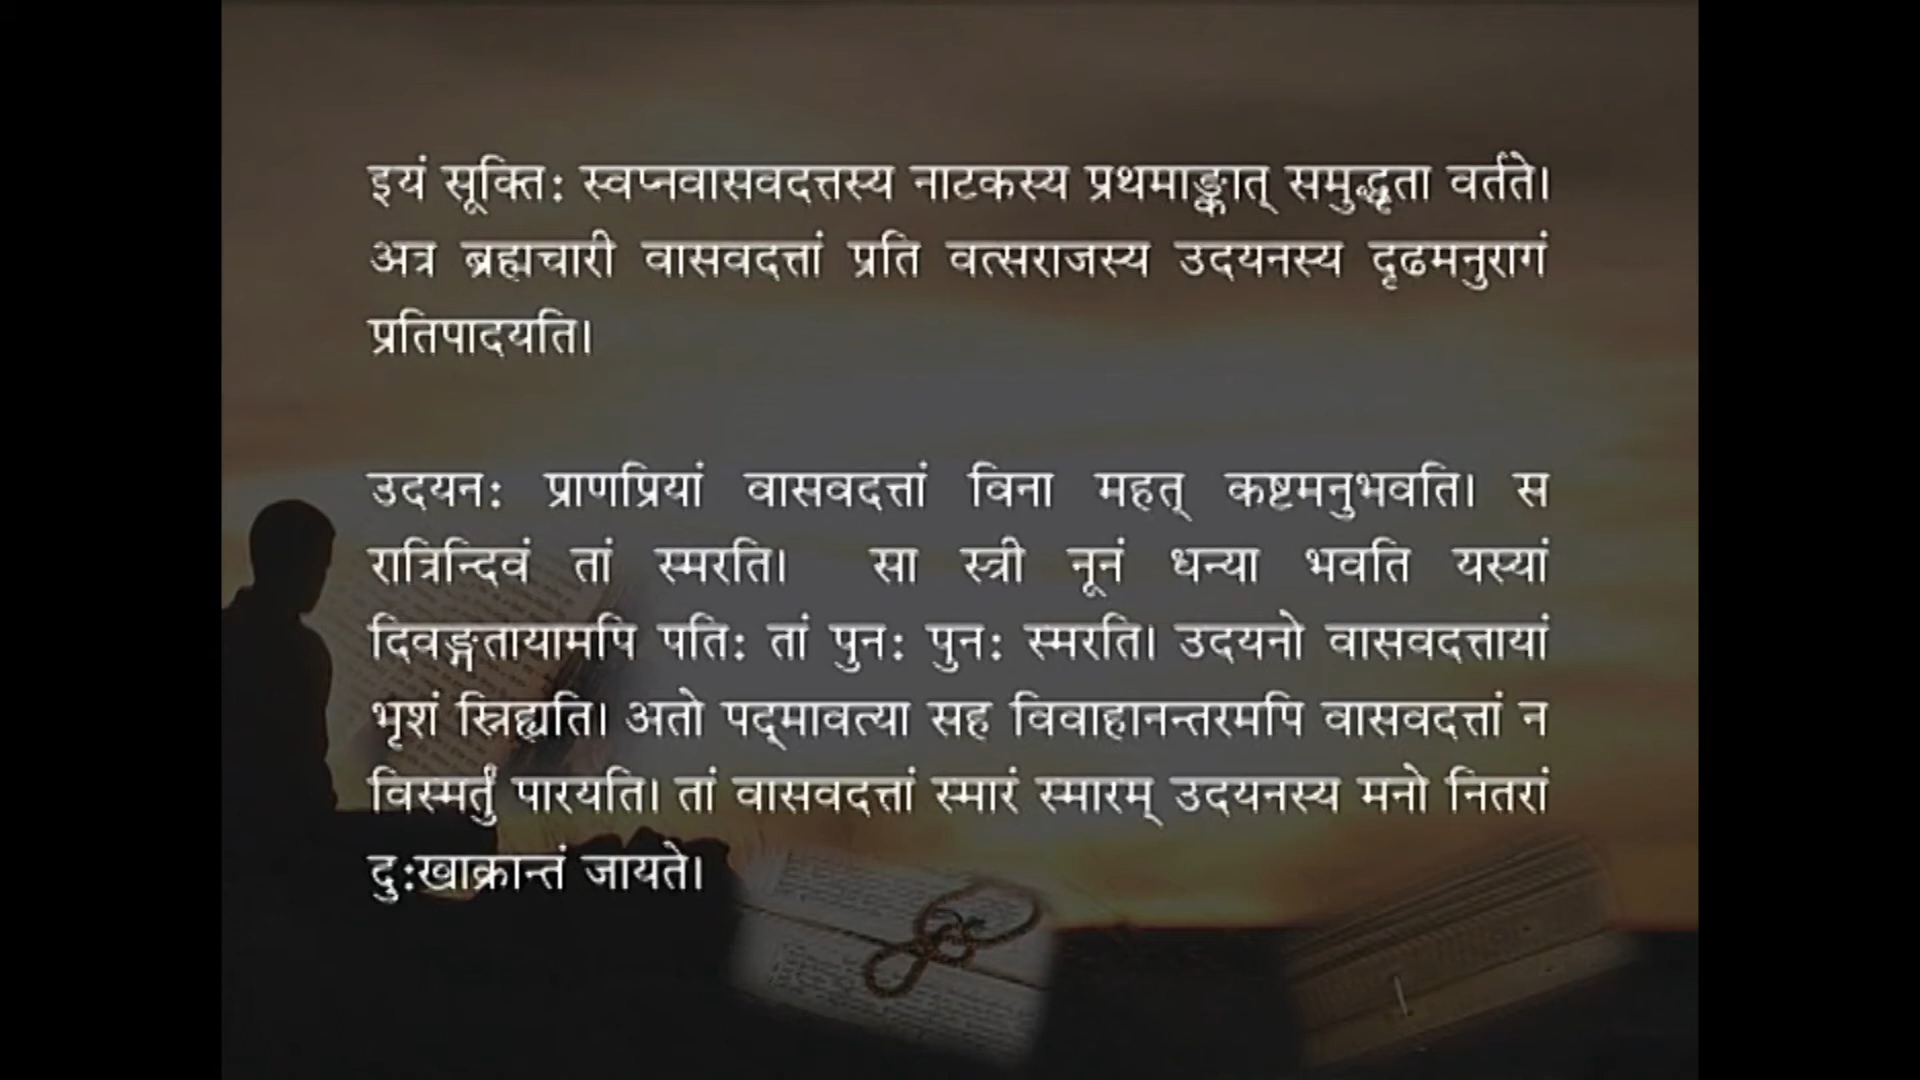 इयं सूक्ति: स्वप्नवासवदत्तस्य नाटकस्य प्रथमाङ्कात् समुद्धृता वर्तते।
अत्र ब्रह्मचारी वासवदत्तां प्रति वत्सराजस्य उदयनस्य दृढमनुरागं
प्रतिपादयति।
उदयन: प्राणप्रियां वासवदत्तां विना महत् कष्टमनुभवति। स
रात्रिन्दिवं तां स्मरति। सा स्त्री नूनं धन्या भवति यस्यां
दिवङ्गतायामपि पति: तां पुन: पुन: स्मरति। उदयनो वासवदत्तायां
भृशं स्निह्यति। अतो पद्मावत्या सह विवाहानन्तरमपि वासवदत्तां न
विस्मर्तुं पारयति। तां वासवदत्तां स्मारं स्मारम् उदयनस्य मनो नितरां
दु:खाक्रान्तं जायते।